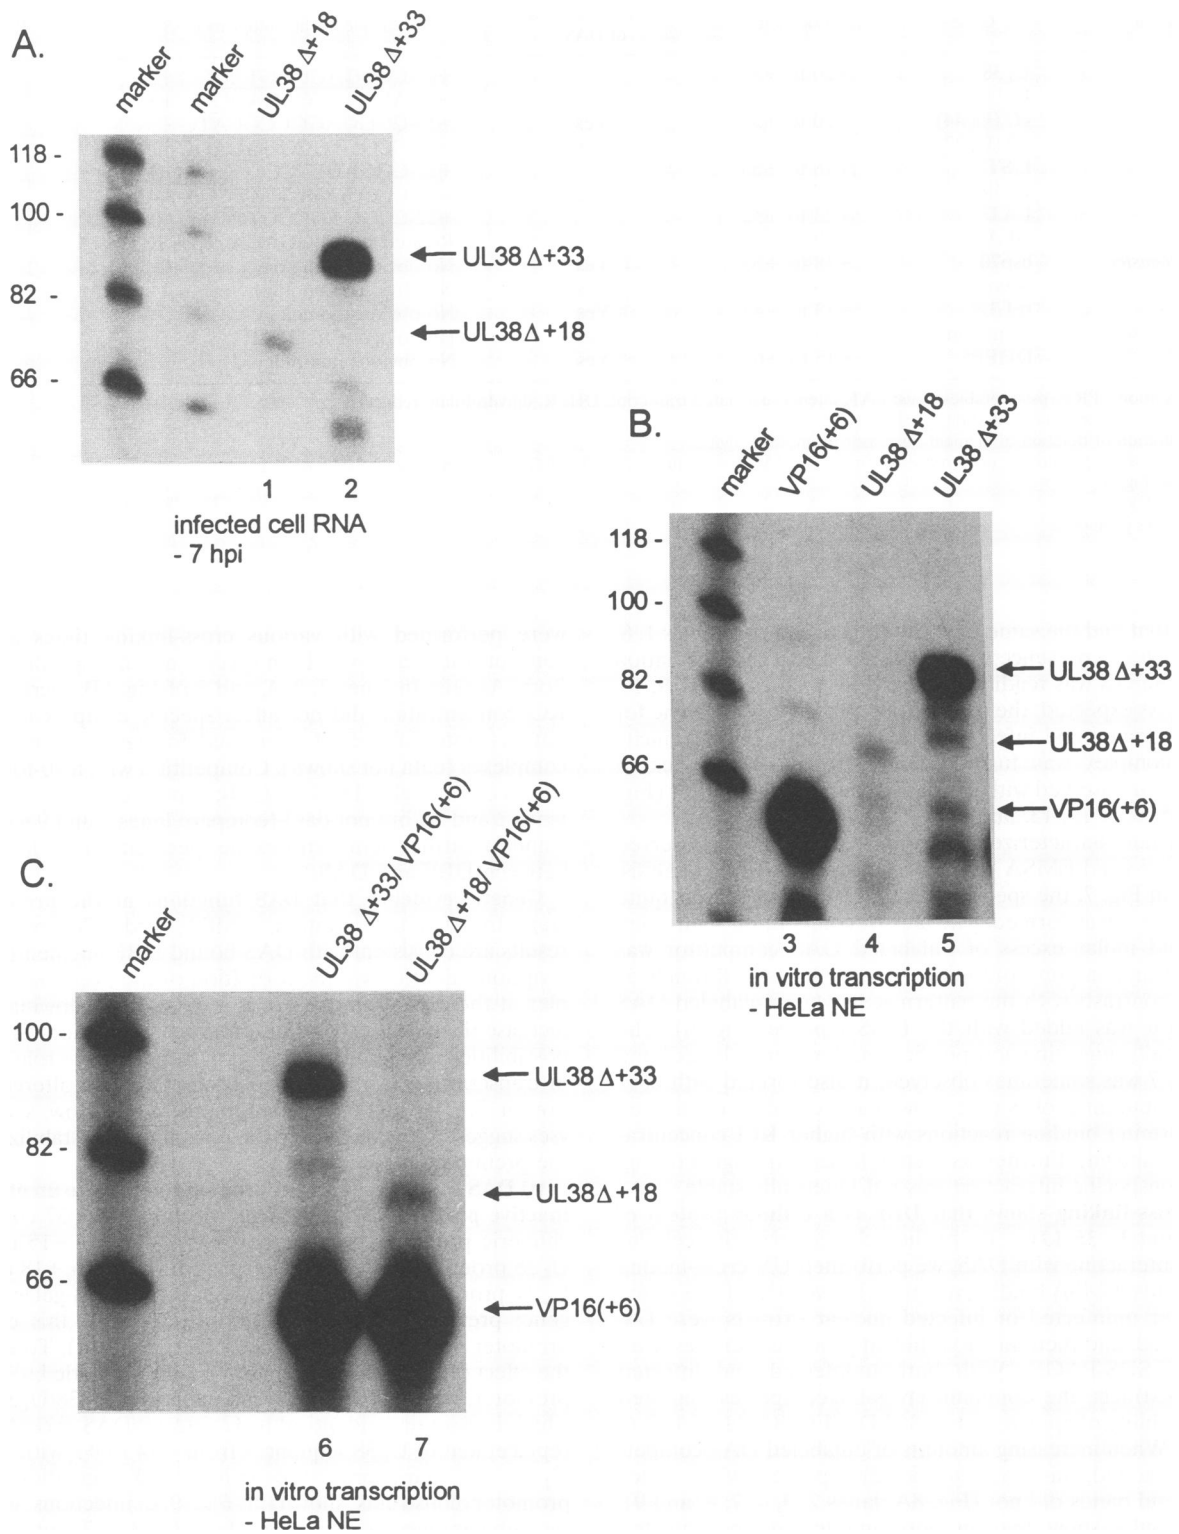 A.
marker
marker
UL38 Δ+18
UL38 Δ+33
118 -
100 -
82 -
66 -
UL38 Δ+33
UL38Δ+18
1 2
infected cell RNA
- 7 hpi
B.
marker
VP16(+6)
UL38 Δ+18
UL38 Δ+33
118 -
100 -
82 -
66 -
UL38 Δ+33
UL38Δ+18
VP16(+6)
3 4 5
in vitro transcription
- HeLa NE
C.
marker
UL38 Δ+33/ VP16(+6)
UL38 Δ+18/ VP16(+6)
100 -
82 -
66 -
UL38 Δ+33
UL38Δ+18
VP16(+6)
6 7
in vitro transcription
- HeLa NE